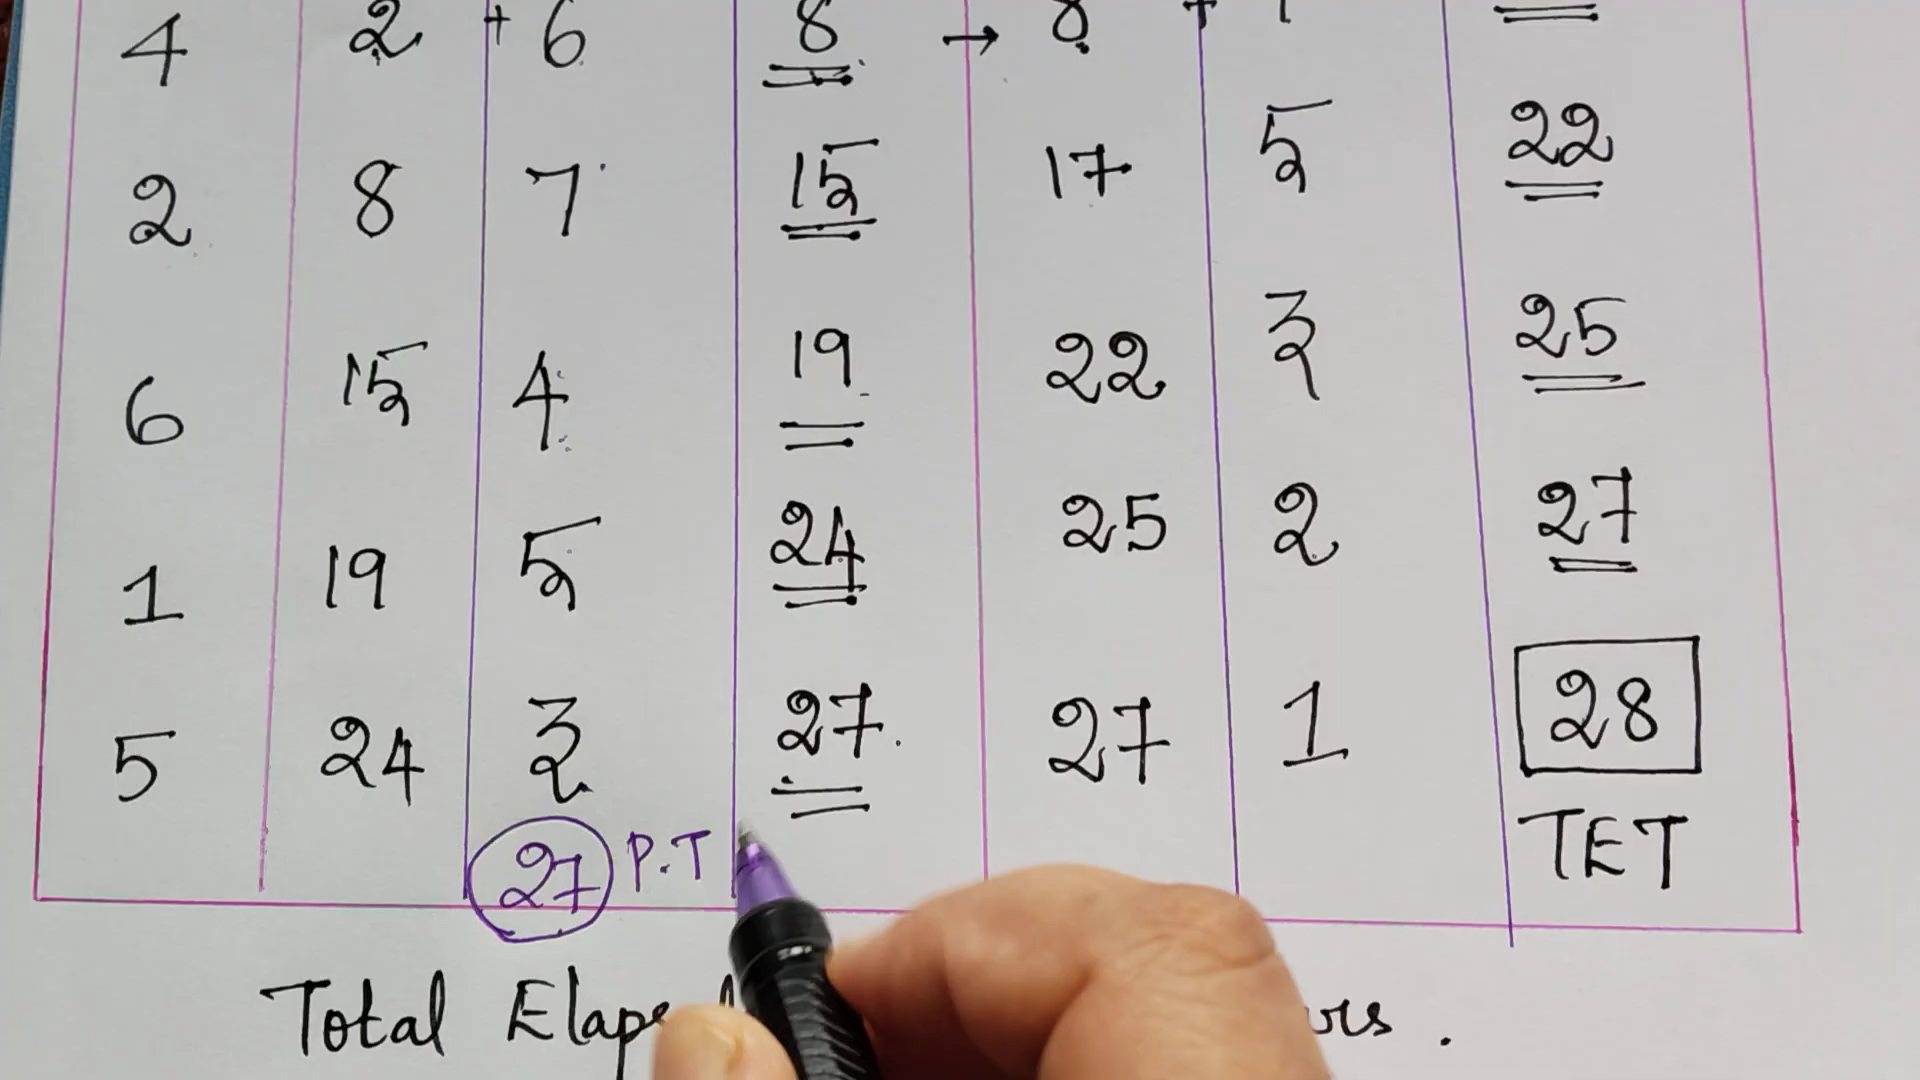 4 2 + 6 8 → 8 +
2 8 7 15 17 5 22
6 15 4 19 22 3 25
1 19 5 24 25 2 27
5 24 3 27 27 1 28
27 P.T TET
Total